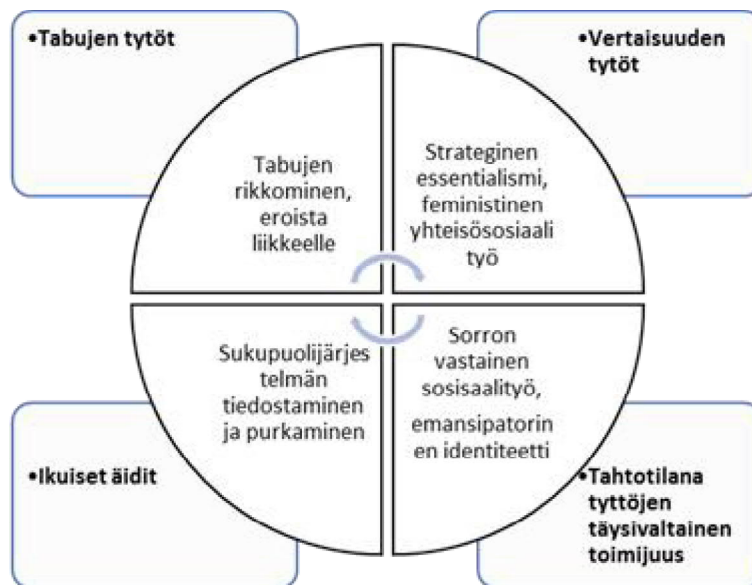 •Tabujen tytöt
•Vertaisuuden
tytöt
Tabujen
rikkominen,
eroista
liikkeelle
Strateginen
essentialismi,
feministinen
yhteisösosiaali
työ
Sukupuolijärjes
telmän
tiedostaminen
ja purkaminen
Sorron
vastainen
sosisaalityö,
emansipatorin
en identiteetti
•Ikuiset äidit
•Tahtotilana
tyttöjen
täysivaltainen
toimijuus